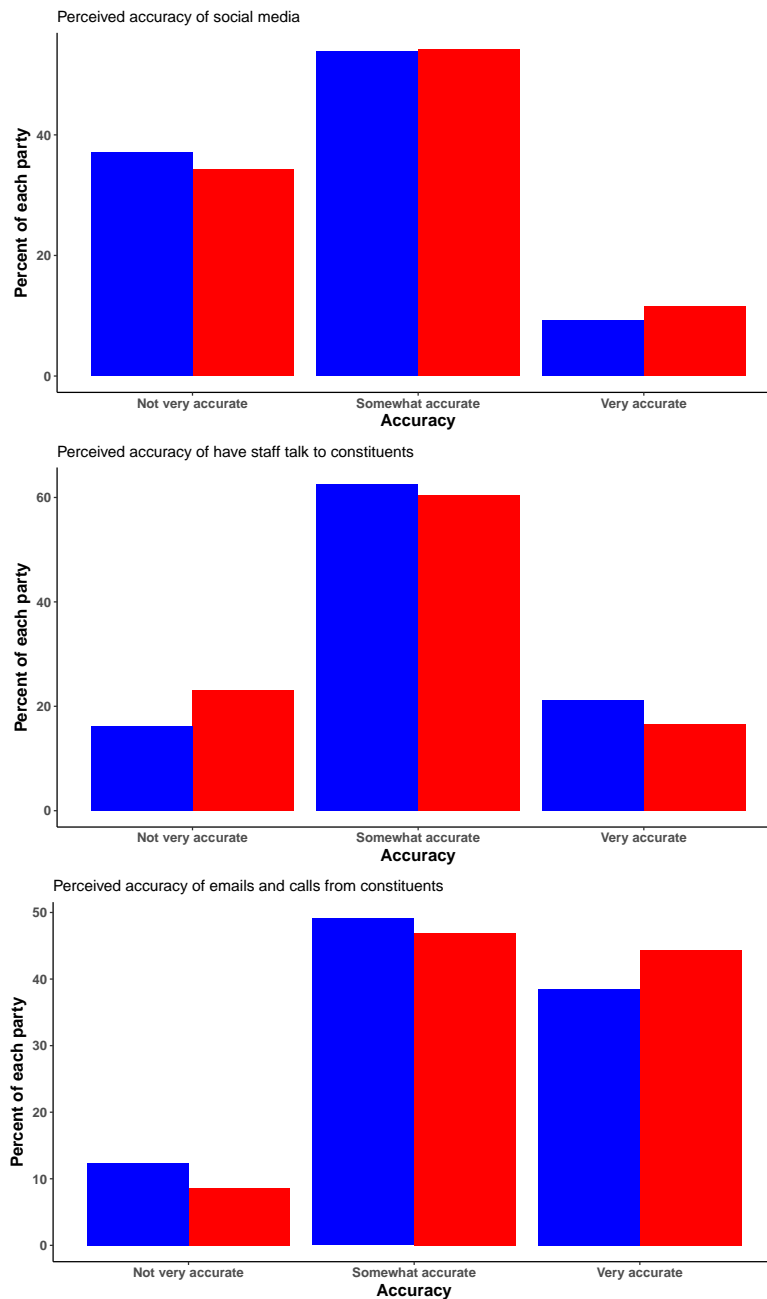 Perceived accuracy of social media
Percent of each party
40
20
0
Not very accurate Somewhat accurate Very accurate
Accuracy
Perceived accuracy of have staff talk to constituents
Percent of each party
60
40
20
0
Not very accurate Somewhat accurate Very accurate
Accuracy
Perceived accuracy of emails and calls from constituents
Percent of each party
50
40
30
20
10
0
Not very accurate Somewhat accurate Very accurate
Accuracy